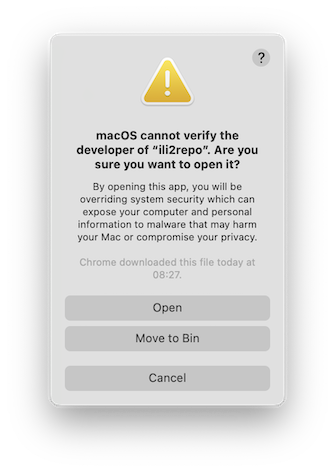 ?
macOS cannot verify the
developer of “ili2repo”. Are you
sure you want to open it?
By opening this app, you will be
overriding system security which can
expose your computer and personal
information to malware that may harm
your Mac or compromise your privacy.
Chrome downloaded this file today at
08:27.
Open
Move to Bin
Cancel